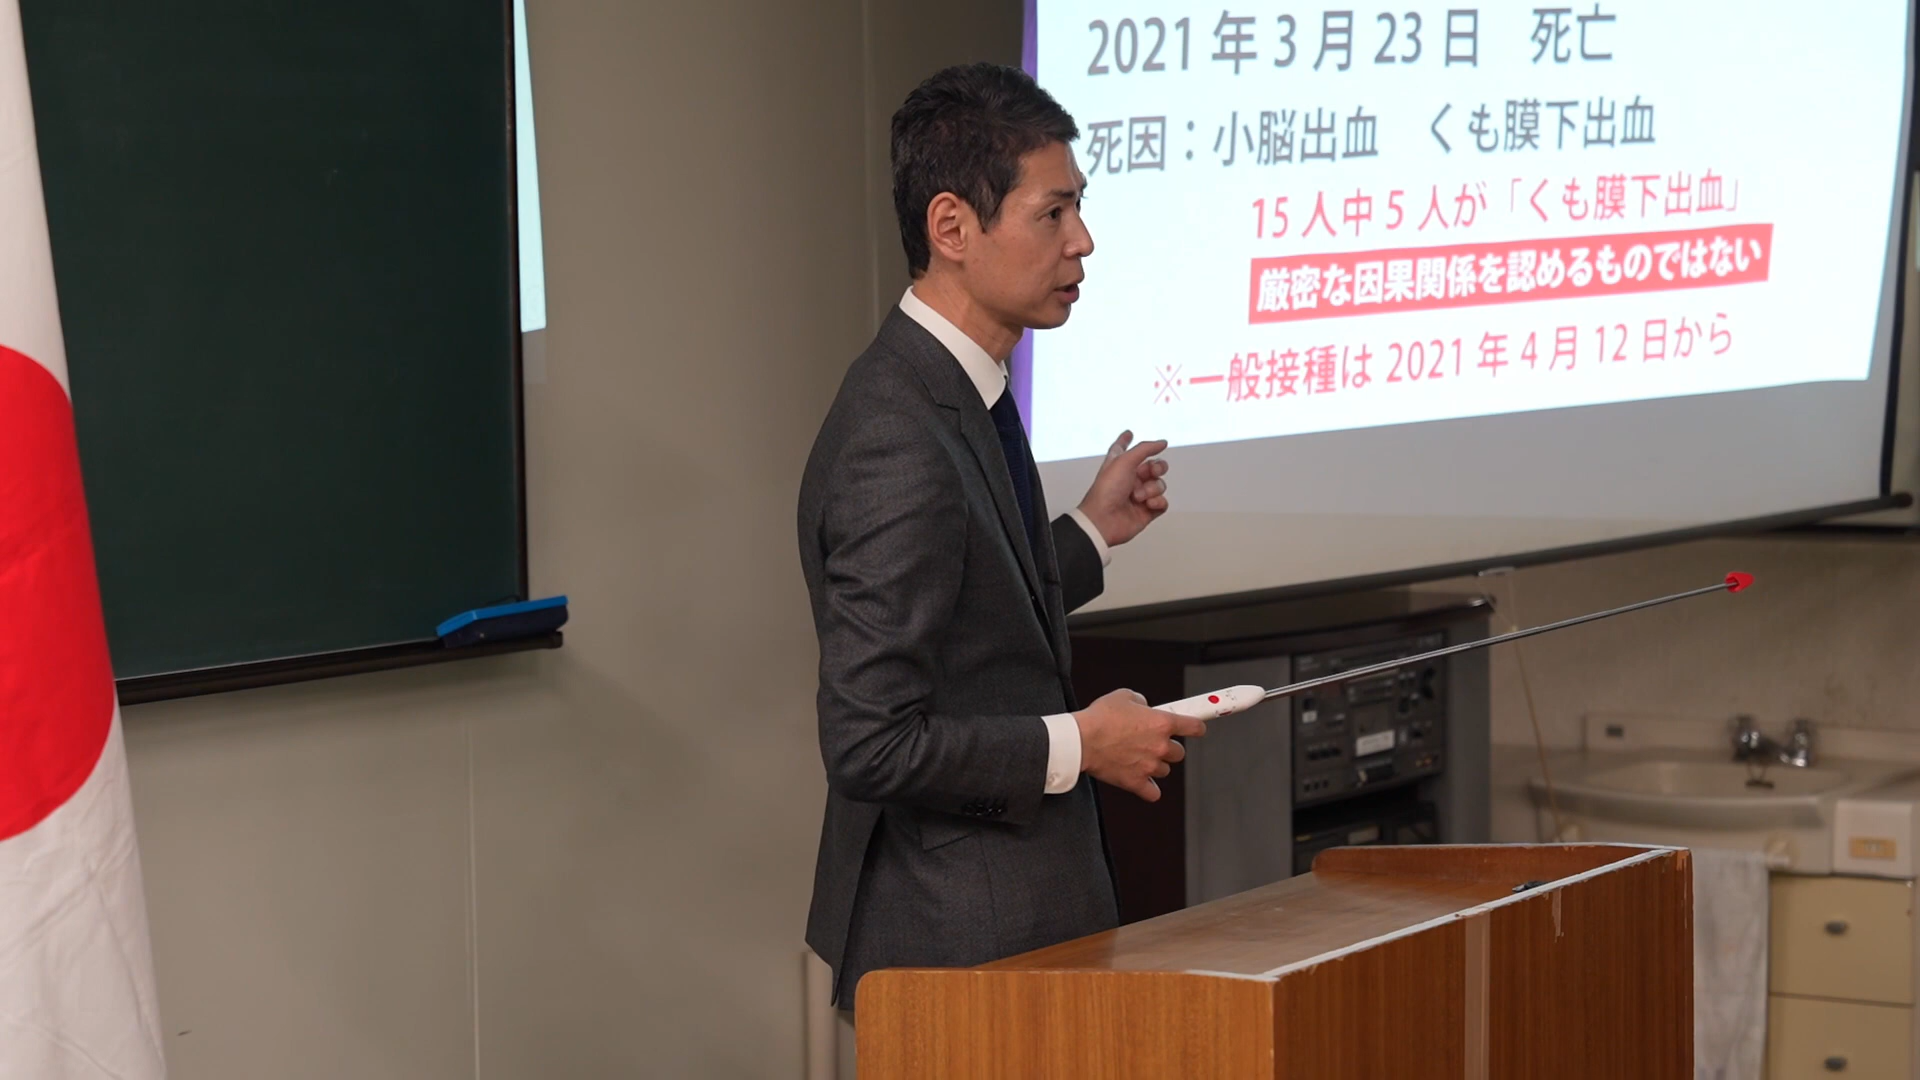 2021年3月23日　死亡
死因：小脳出血　くも膜下出血
15人中5人が「くも膜下出血」
厳密な因果関係を認めるものではない
※一般接種は2021年4月12日から